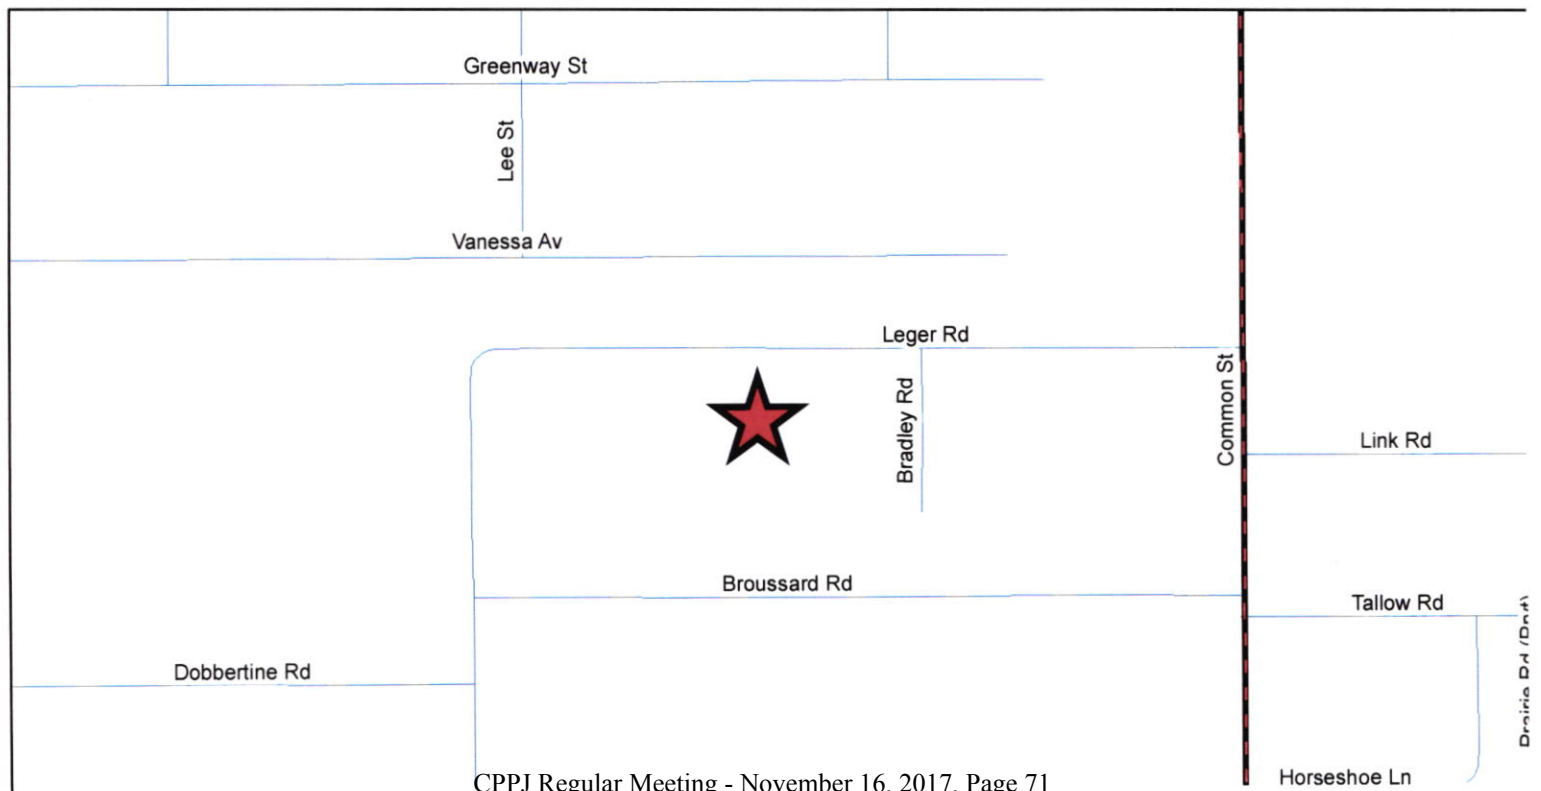 Greenway St
Lee St
Vanessa Av
Leger Rd
Bradley Rd
Common St
Link Rd
Broussard Rd
Tallow Rd
Dobbertine Rd
Horseshoe Ln
CPPJ Regular Meeting - November 16, 2017, Page 71